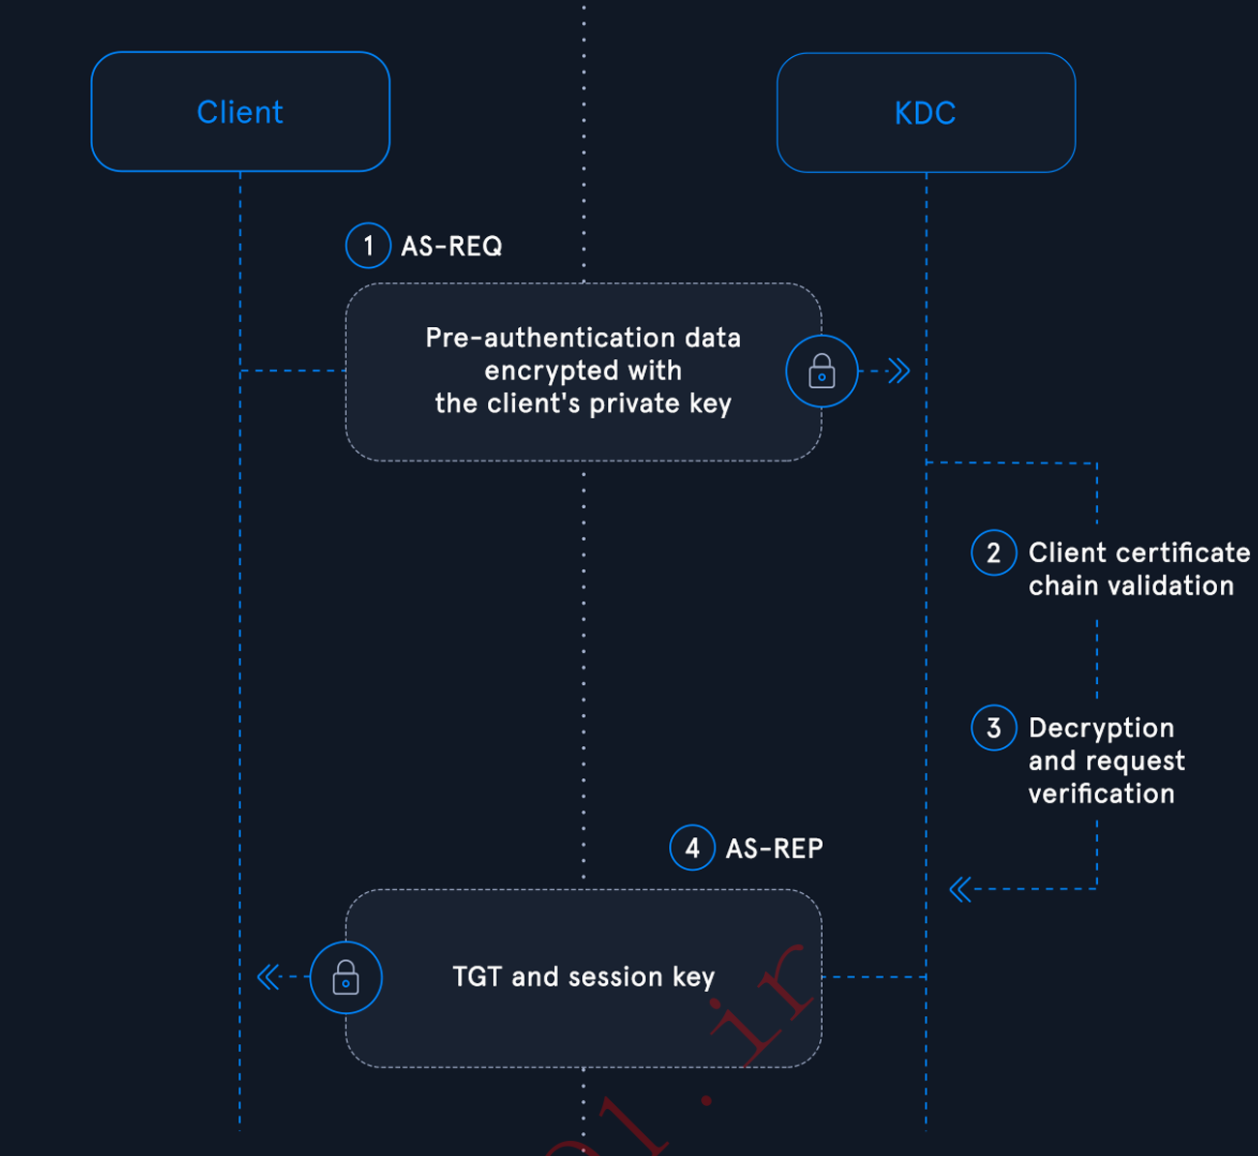 Client
KDC
1 AS-REQ
Pre-authentication data
encrypted with
the client's private key
2 Client certificate
chain validation
3 Decryption
and request
verification
4 AS-REP
TGT and session key
.ir